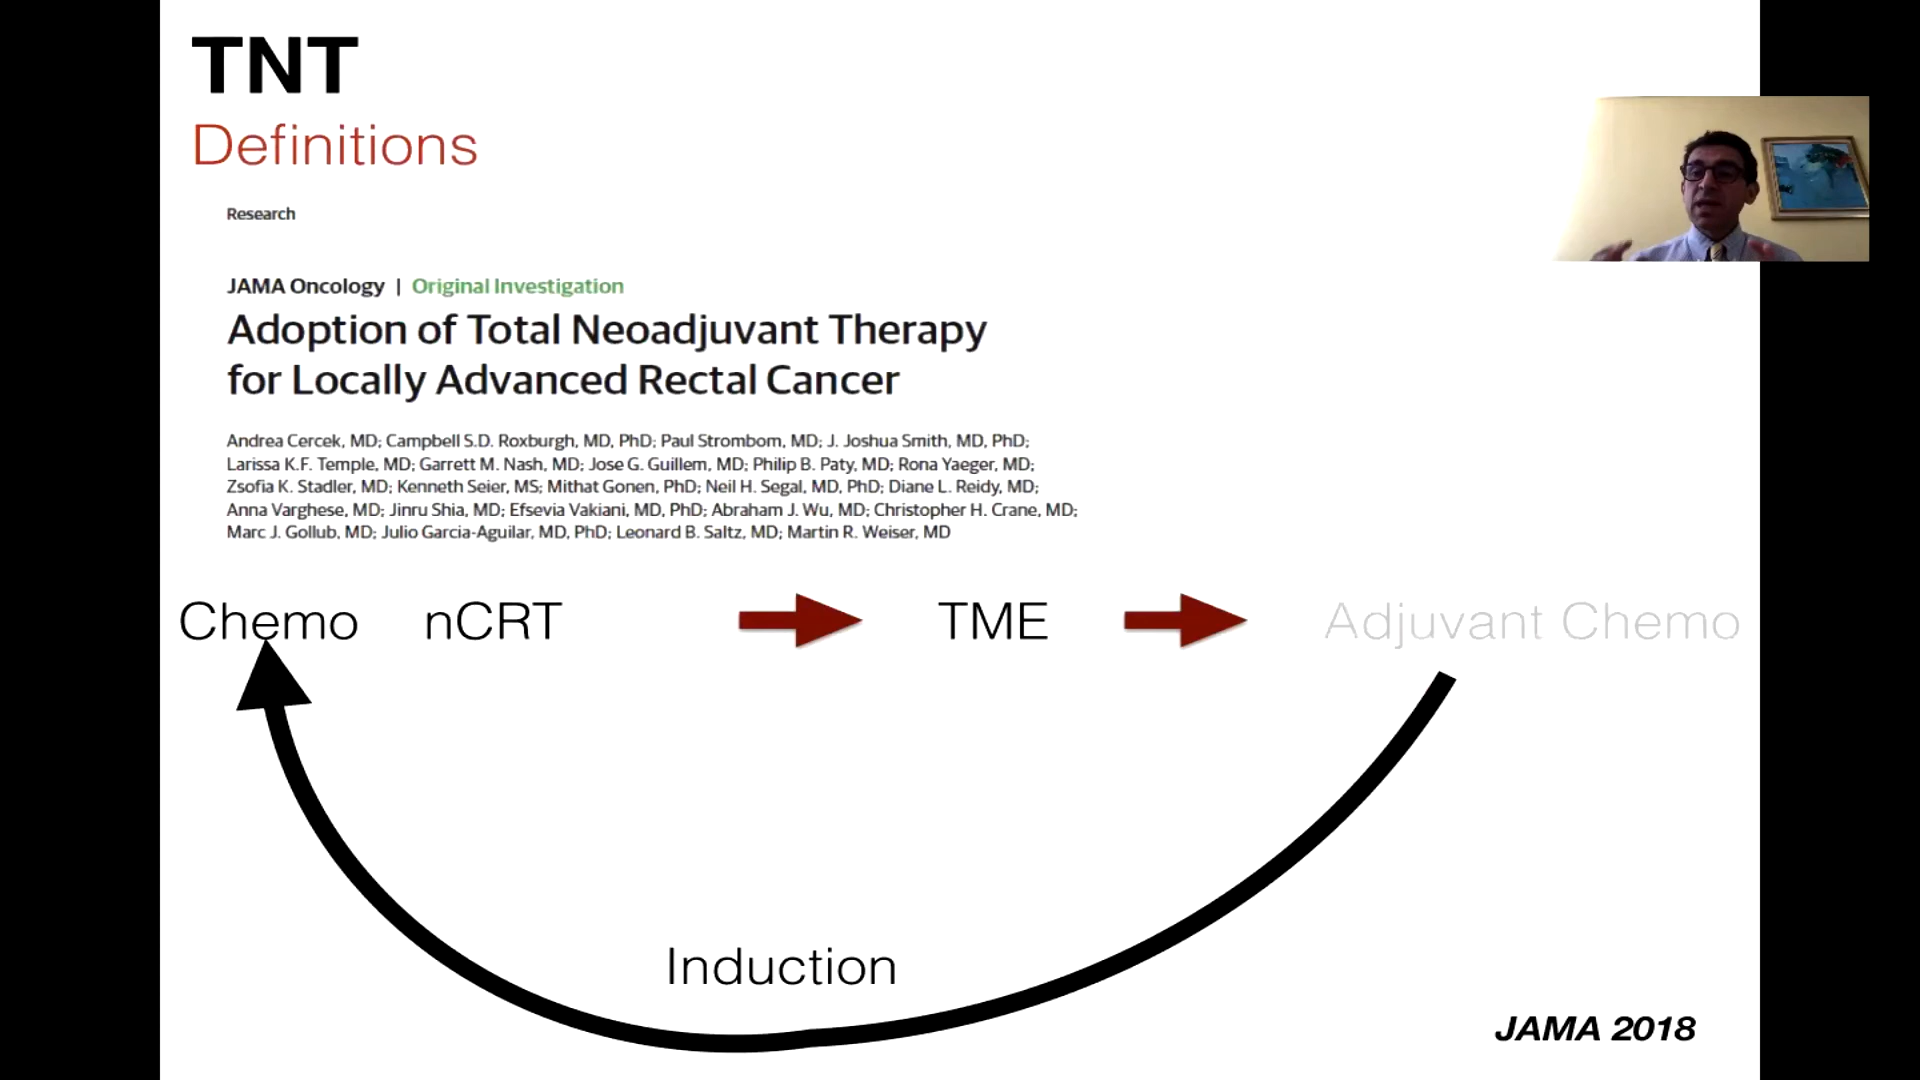 TNT
Definitions
Research
JAMA Oncology | Original Investigation
Adoption of Total Neoadjuvant Therapy
for Locally Advanced Rectal Cancer
Andrea Cercek, MD; Campbell S.D. Roxburgh, MD, PhD; Paul Strombom, MD; J. Joshua Smith, MD, PhD;
Larissa K.F. Temple, MD; Garrett M. Nash, MD; Jose G. Guillem, MD; Philip B. Paty, MD; Rona Yaeger, MD;
Zsofia K. Stadler, MD; Kenneth Seier, MS; Mithat Gonen, PhD; Neil H. Segal, MD, PhD; Diane L. Reidy, MD;
Anna Varghese, MD; Jinru Shia, MD; Efsevia Vakiani, MD, PhD; Abraham J. Wu, MD; Christopher H. Crane, MD;
Marc J. Gollub, MD; Julio Garcia-Aguilar, MD, PhD; Leonard B. Saltz, MD; Martin R. Weiser, MD
Chemo nCRT TME Adjuvant Chemo
Induction
JAMA 2018